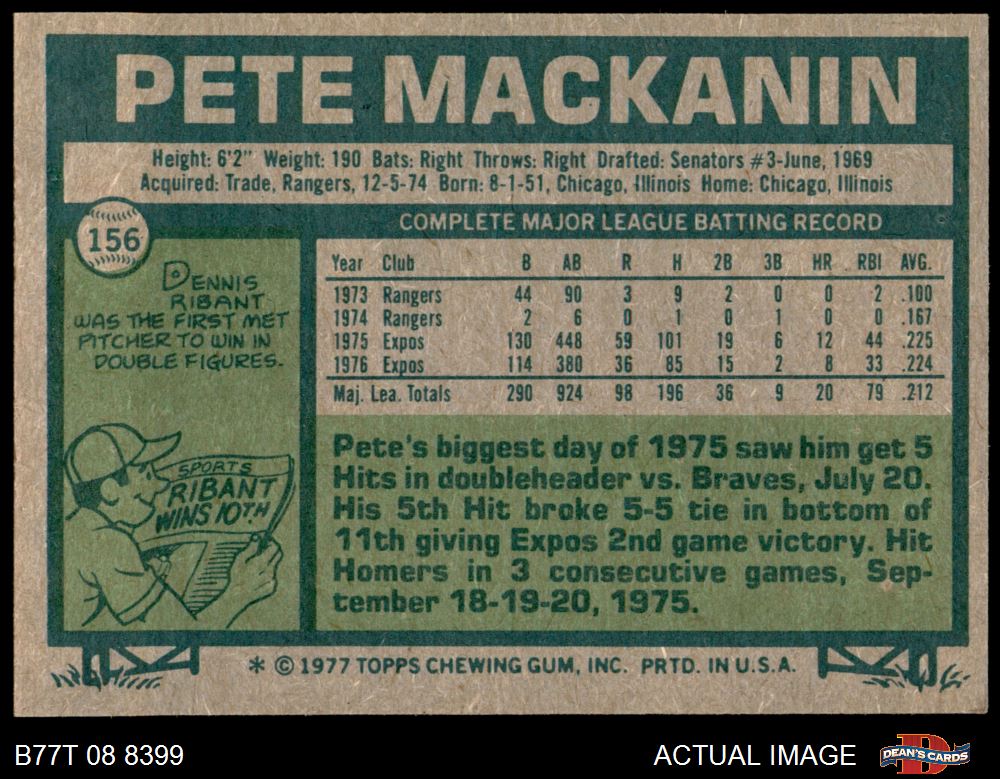 PETE MACKANIN
Height: 6'2" Weight: 190 Bats: Right Throws: Right Drafted: Senators #3-June, 1969
Acquired: Trade, Rangers, 12-5-74 Born: 8-1-51, Chicago, Illinois Home: Chicago, Illinois
156
DENNIS
RIBANT
WAS THE FIRST MET
PITCHER TO WIN IN
DOUBLE FIGURES.
SPORTS
RIBANT
WINS 10TH
COMPLETE MAJOR LEAGUE BATTING RECORD
Year Club B AB R H 2B 3B HR RBI AVG.
1973 Rangers 44 90 3 9 2 0 0 2 .100
1974 Rangers 2 6 0 1 0 1 0 0 .167
1975 Expos 130 448 59 101 19 6 12 44 .225
1976 Expos 114 380 36 85 15 2 8 33 .224
Maj. Lea. Totals 290 924 98 196 36 9 20 79 .212
Pete's biggest day of 1975 saw him get 5
Hits in doubleheader vs. Braves, July 20.
His 5th Hit broke 5-5 tie in bottom of
11th giving Expos 2nd game victory. Hit
Homers in 3 consecutive games, Sep-
tember 18-19-20, 1975.
* © 1977 TOPPS CHEWING GUM, INC. PRTD. IN U.S.A.
B77T 08 8399
ACTUAL IMAGE
DEAN'S CARDS